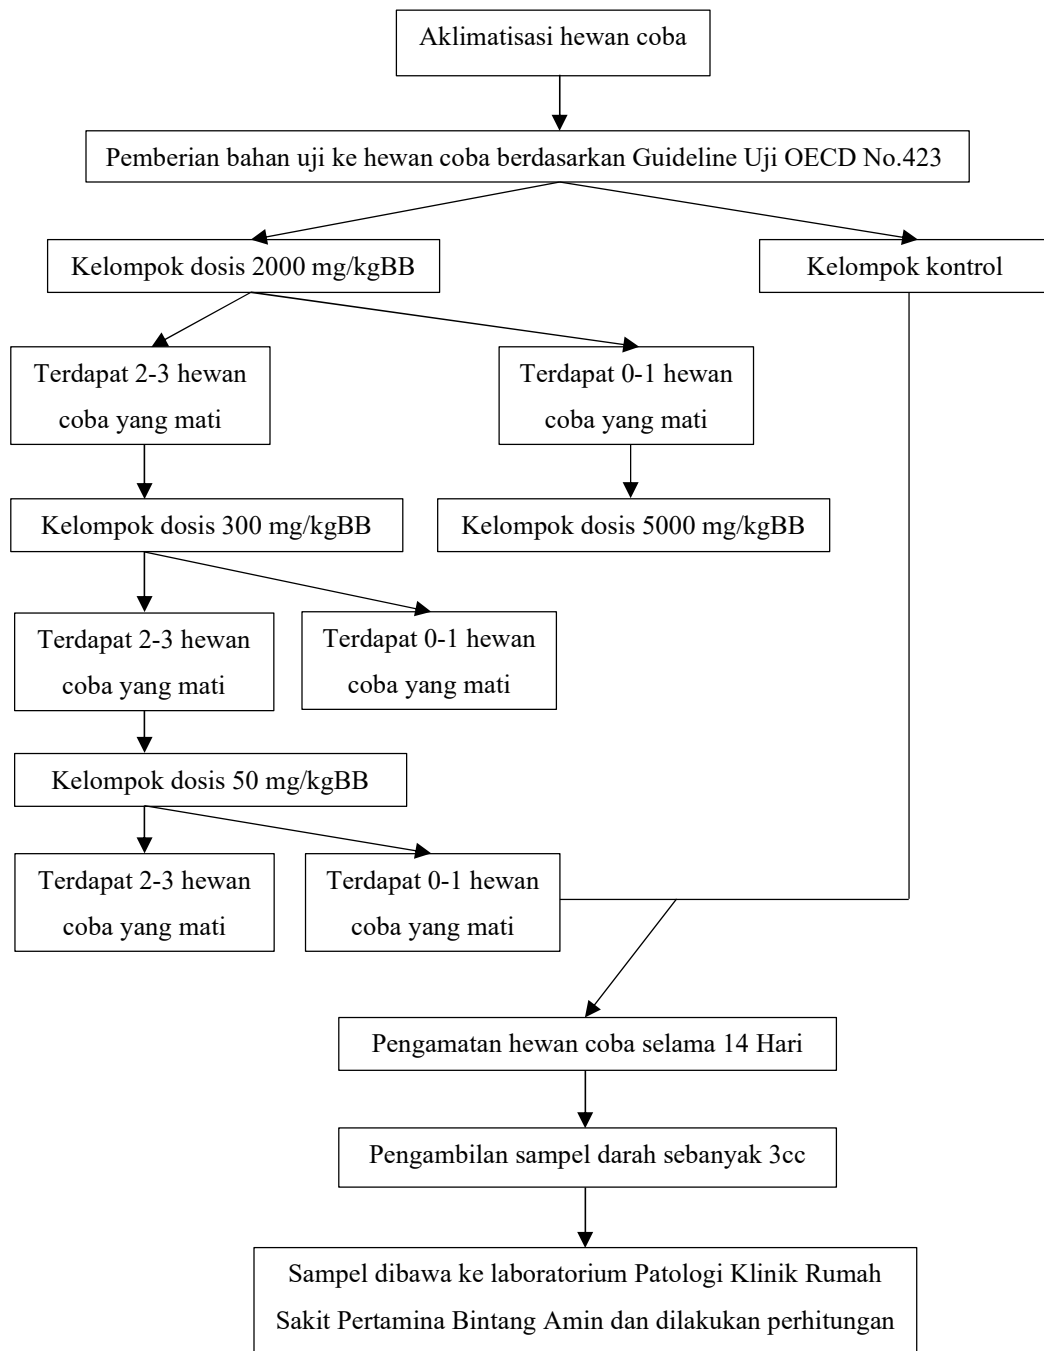 Aklimatisasi hewan coba
Pemberian bahan uji ke hewan coba berdasarkan Guideline Uji OECD No.423
Kelompok dosis 2000 mg/kgBB
Kelompok kontrol
Terdapat 2-3 hewan
coba yang mati
Terdapat 0-1 hewan
coba yang mati
Kelompok dosis 300 mg/kgBB
Kelompok dosis 5000 mg/kgBB
Terdapat 2-3 hewan
coba yang mati
Terdapat 0-1 hewan
coba yang mati
Kelompok dosis 50 mg/kgBB
Terdapat 2-3 hewan
coba yang mati
Terdapat 0-1 hewan
coba yang mati
Pengamatan hewan coba selama 14 Hari
Pengambilan sampel darah sebanyak 3cc
Sampel dibawa ke laboratorium Patologi Klinik Rumah
Sakit Pertamina Bintang Amin dan dilakukan perhitungan